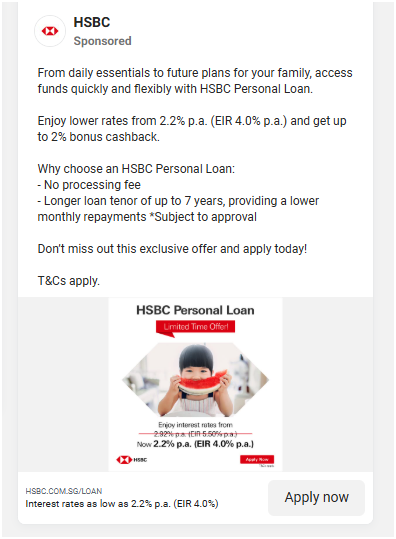 HSBC
Sponsored
From daily essentials to future plans for your family, access
funds quickly and flexibly with HSBC Personal Loan.
Enjoy lower rates from 2.2% p.a. (EIR 4.0% p.a.) and get up
to 2% bonus cashback.
Why choose an HSBC Personal Loan:
- No processing fee
- Longer loan tenor of up to 7 years, providing a lower
monthly repayments *Subject to approval
Don't miss out this exclusive offer and apply today!
T&Cs apply.
HSBC Personal Loan
Limited Time Offer!
Enjoy interest rates from
2.92% p.a. (EIR 5.50% p.a.)
Now 2.2% p.a. (EIR 4.0% p.a.)
HSBC
Apply Now
T&Cs apply
HSBC.COM.SG/LOAN
Interest rates as low as 2.2% p.a. (EIR 4.0%)
Apply now